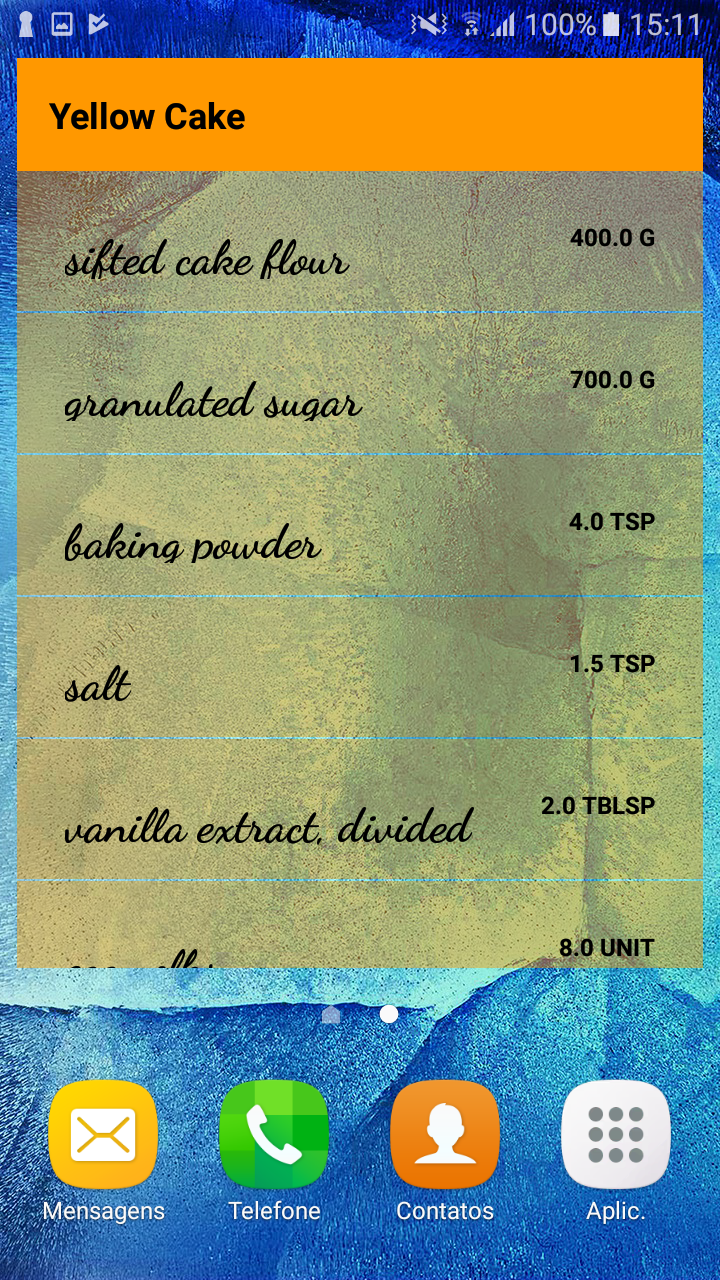 100% 15:11
Yellow Cake
sifted cake flour 400.0 G
granulated sugar 700.0 G
baking powder 4.0 TSP
salt 1.5 TSP
vanilla extract, divided 2.0 TBLSP
8.0 UNIT
Mensagens Telefone Contatos Aplic.